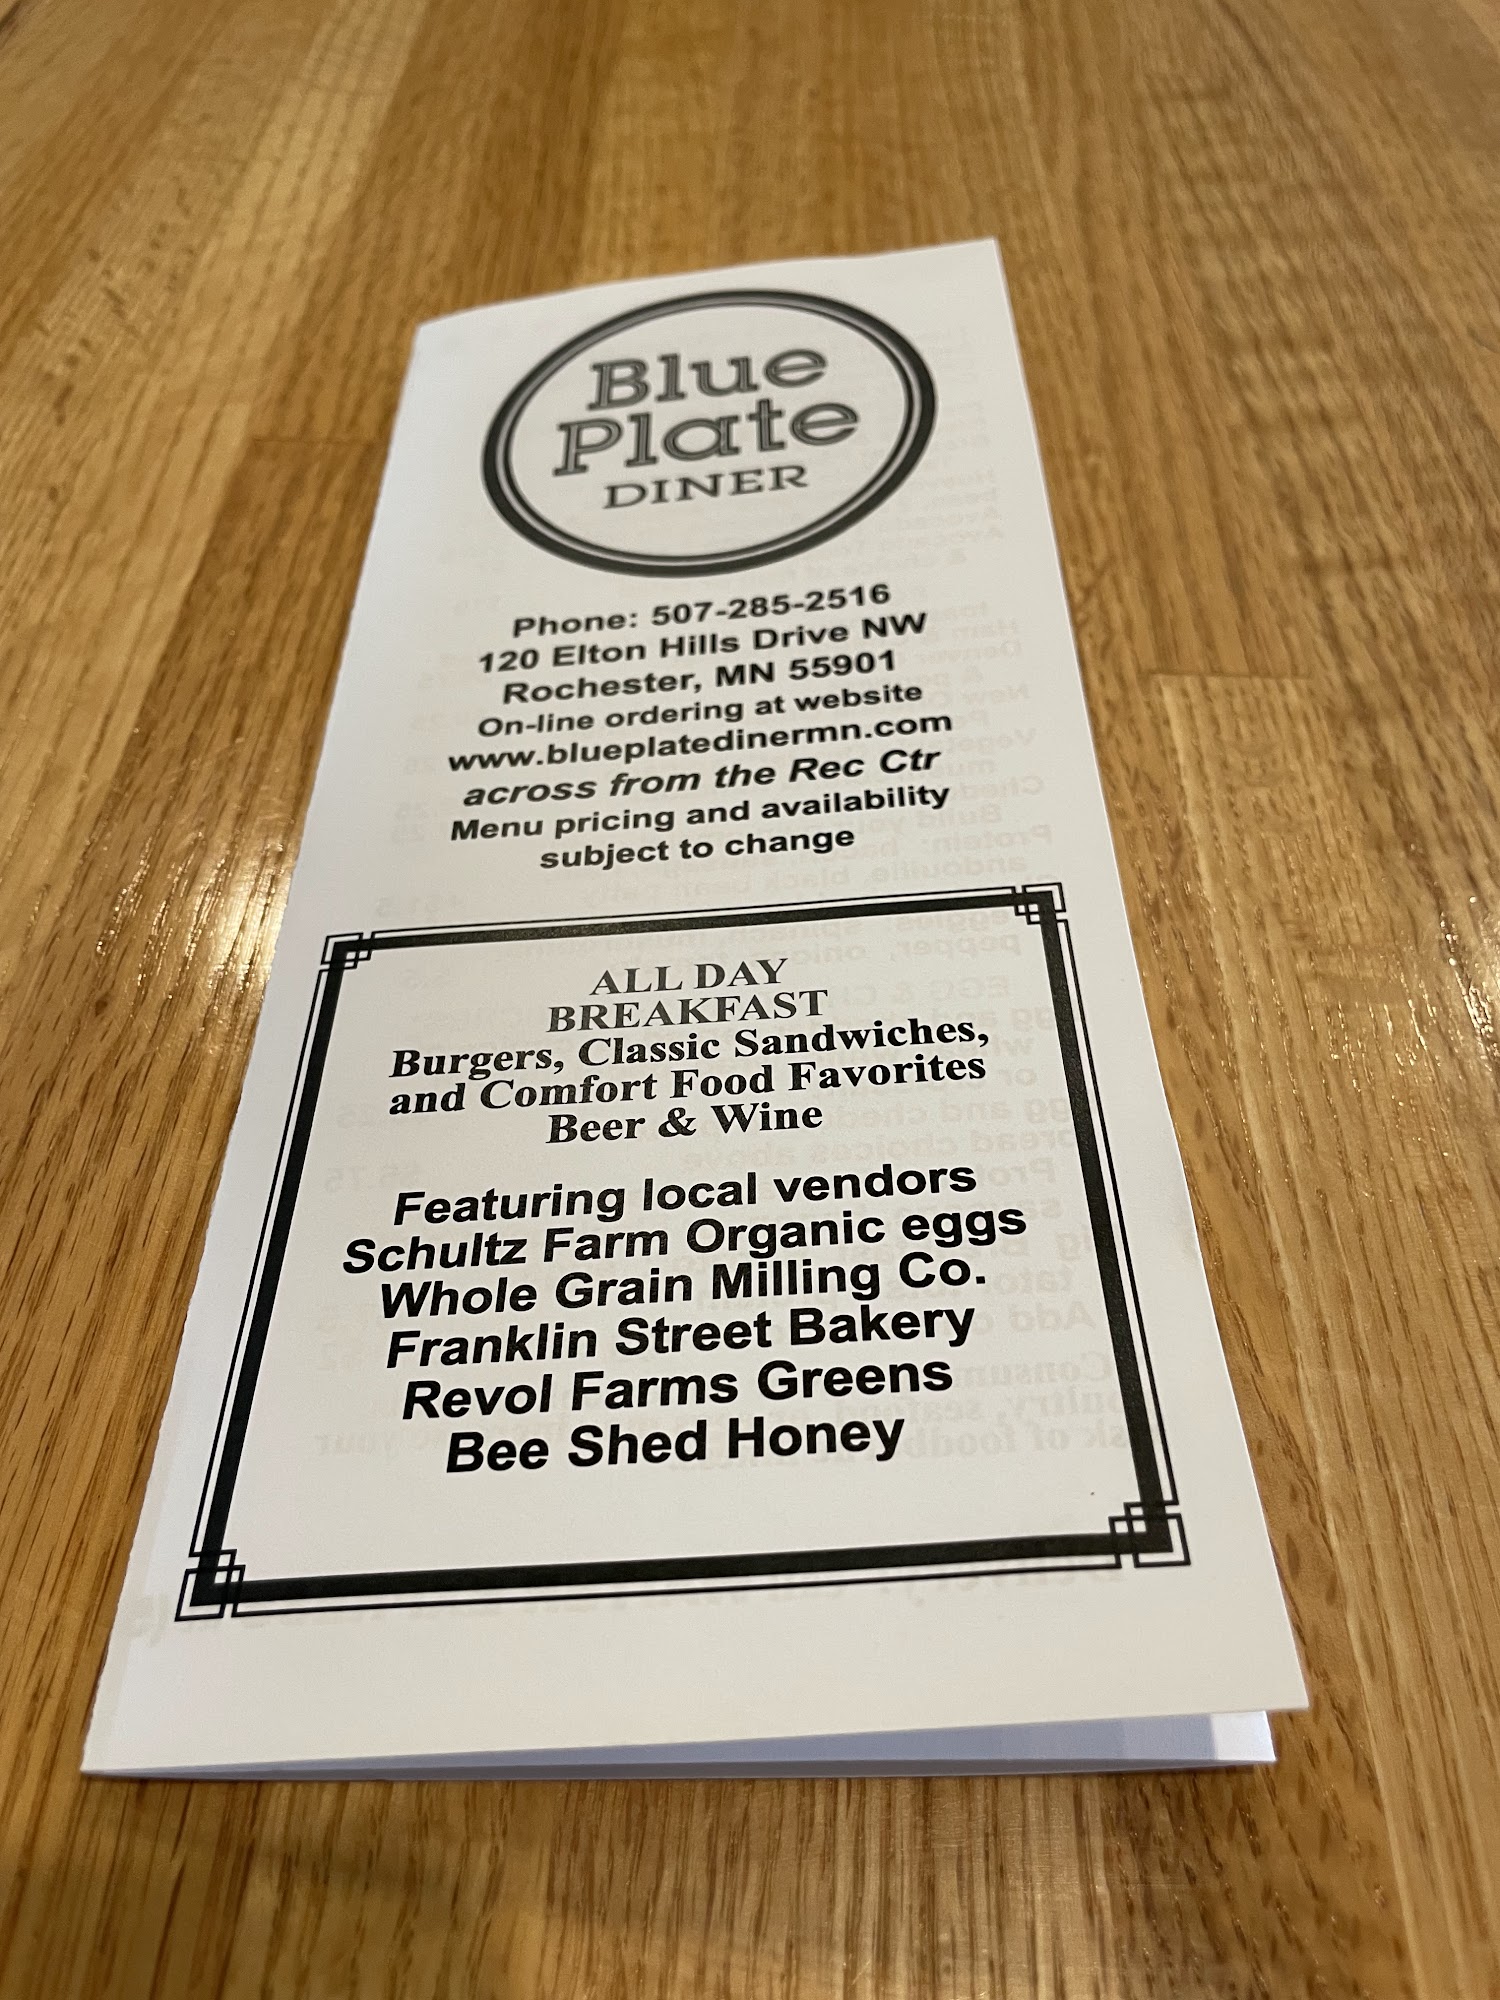 Blue
Plate
DINER
Phone: 507-285-2516
120 Elton Hills Drive NW
Rochester, MN 55901
On-line ordering at website
www.blueplatedinermn.com
across from the Rec Ctr
Menu pricing and availability
subject to change
ALL DAY
BREAKFAST
Burgers, Classic Sandwiches,
and Comfort Food Favorites
Beer & Wine
Featuring local vendors
Schultz Farm Organic eggs
Whole Grain Milling Co.
Franklin Street Bakery
Revol Farms Greens
Bee Shed Honey